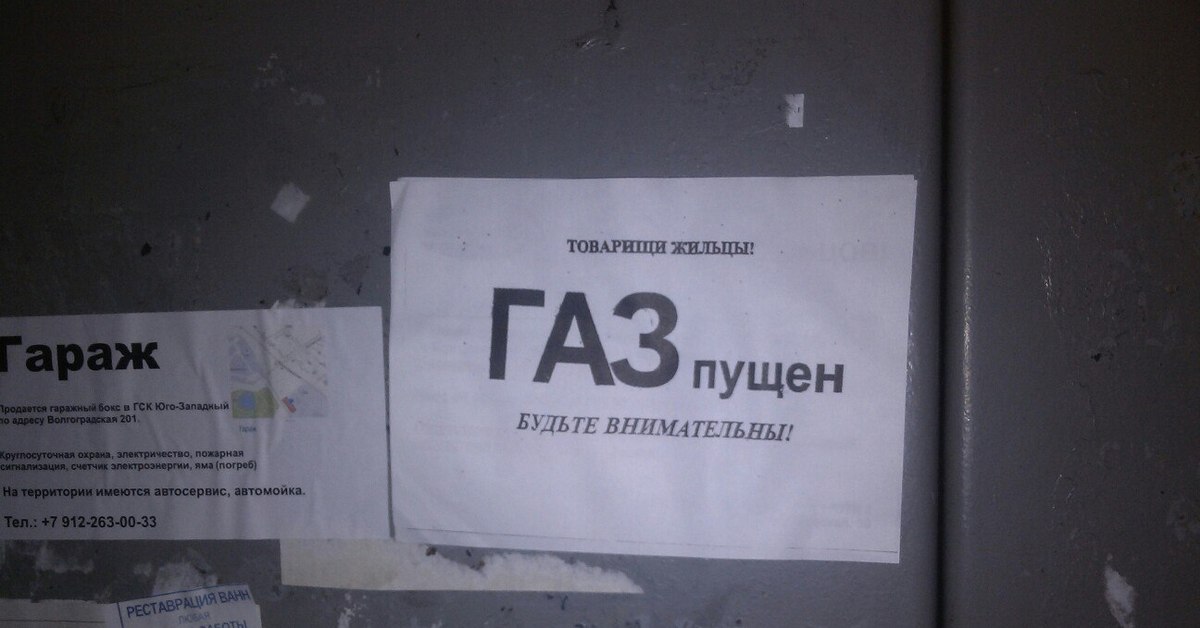 ТОВАРИЩИ ЖИЛЬЦЫ!
ГАЗ пущен
БУДЬТЕ ВНИМАТЕЛЬНЫ!
Гараж
Продается гаражный бокс в ГСК Юго-Западный
по адресу Волгоградская 201.
Гараж
Круглосуточная охрана, электричество, пожарная
сигнализация, счетчик электроэнергии, яма (погреб)
На территории имеются автосервис, автомойка.
Тел.: +7 912-263-00-33
РЕСТАВРАЦИЯ ВАНН
ЛЮБАЯ